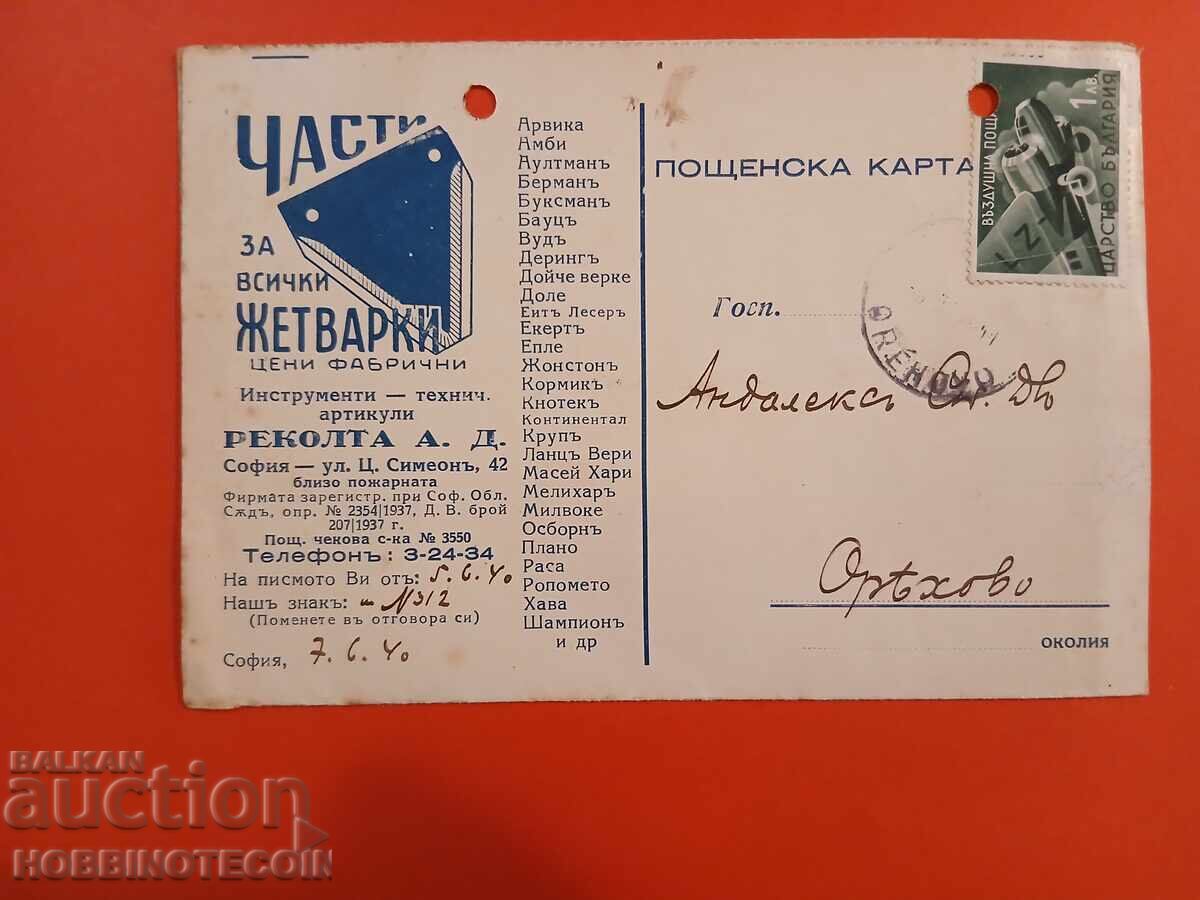 ЧАСТИ
ЗА
ВСИЧКИ
ЖЕТВАРКИ
ЦЕНИ ФАБРИЧНИ
Инструменти — технич.
артикули
РЕКОЛТА А. Д.
София — ул. Ц. Симеонъ, 42
близо пожарната
Фирмата зарегистр. при Соф. Обл.
Сѫдъ, опр. № 2354|1937, Д. В. брой
207|1937 г.
Пощ. чекова с-ка № 3550
Телефонъ: 3-24-34
На писмото Ви отъ: 5.6.40
Нашъ знакъ: N312
(Поменете въ отговора си)
София, 7.6.40
Арвика
Амби
Аултманъ
Берманъ
Буксманъ
Бауцъ
Вудъ
Дерингъ
Дойче верке
Доле
Еитъ Лесеръ
Екертъ
Епле
Жонстонъ
Кормикъ
Кнотекъ
Континентал
Крупъ
Ланцъ Вери
Масей Хари
Мелихаръ
Милвоке
Осборнъ
Плано
Раса
Ропомето
Хава
Шампионъ
и др
ПОЩЕНСКА КАРТА
ВЪЗДУШНА ПОЩА
1 ЛВ.
ЦАРСТВО БЪЛГАРИЯ
LZ-
OREHOVO
Госп.
Андалексъ
Орѣхово
околия
BALKAN
auction
HOBBINOTECOIN